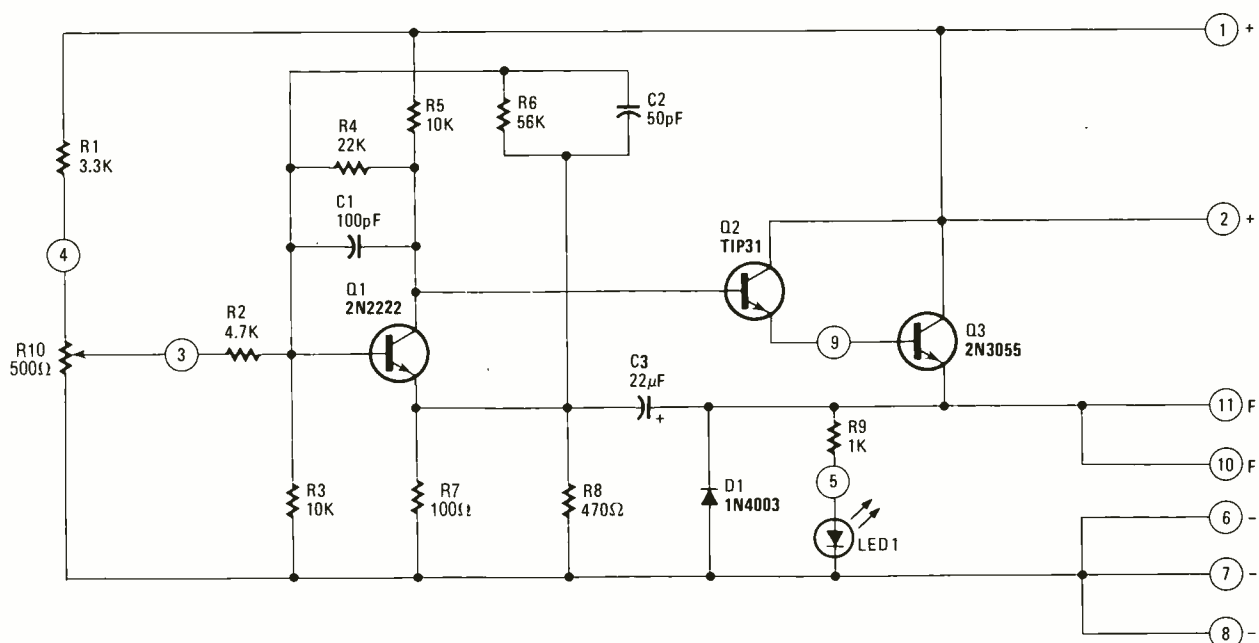 1 +
R5
10K
R6
56K
C2
50pF
R1
3.3K
R4
22K
C1
100pF
4
2 +
Q2
TIP31
Q1
2N2222
R2
4.7K
R10
500Ω
3
9
Q3
2N3055
C3
22μF
+
R9
1K
11 F
10 F
5
R3
10K
R7
100Ω
R8
470Ω
D1
1N4003
LED1
6 –
7 –
8 –